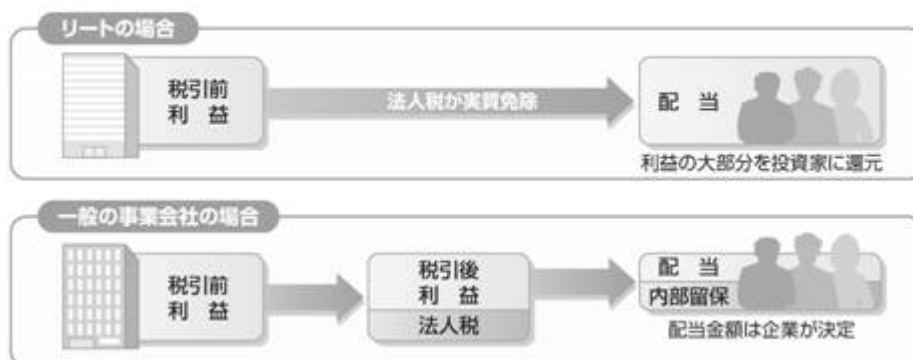 リートの場合
税引前
利 益
法人税が実質免除
配 当
利益の大部分を投資家に還元
一般の事業会社の場合
税引前
利 益
税引後
利 益
法人税
配 当
内部留保
配当金額は企業が決定